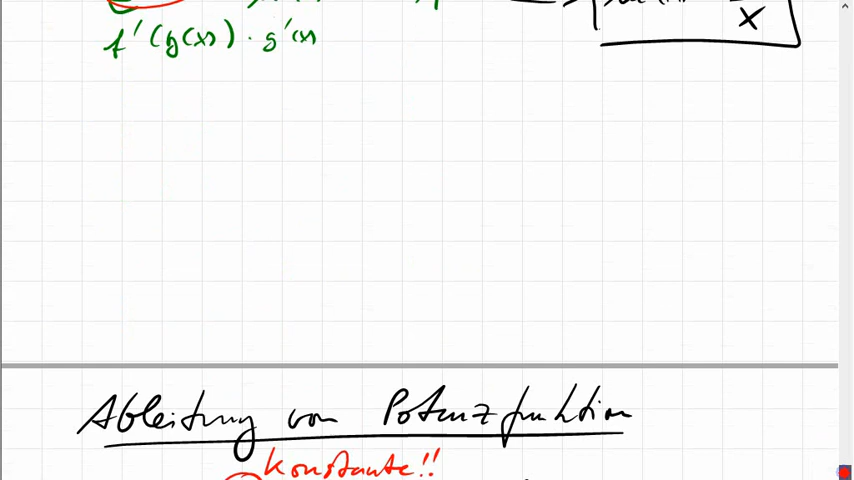 f'(g(x)) · g'(x)
x
Ableitung von Potenzfunktion
Konstante!!